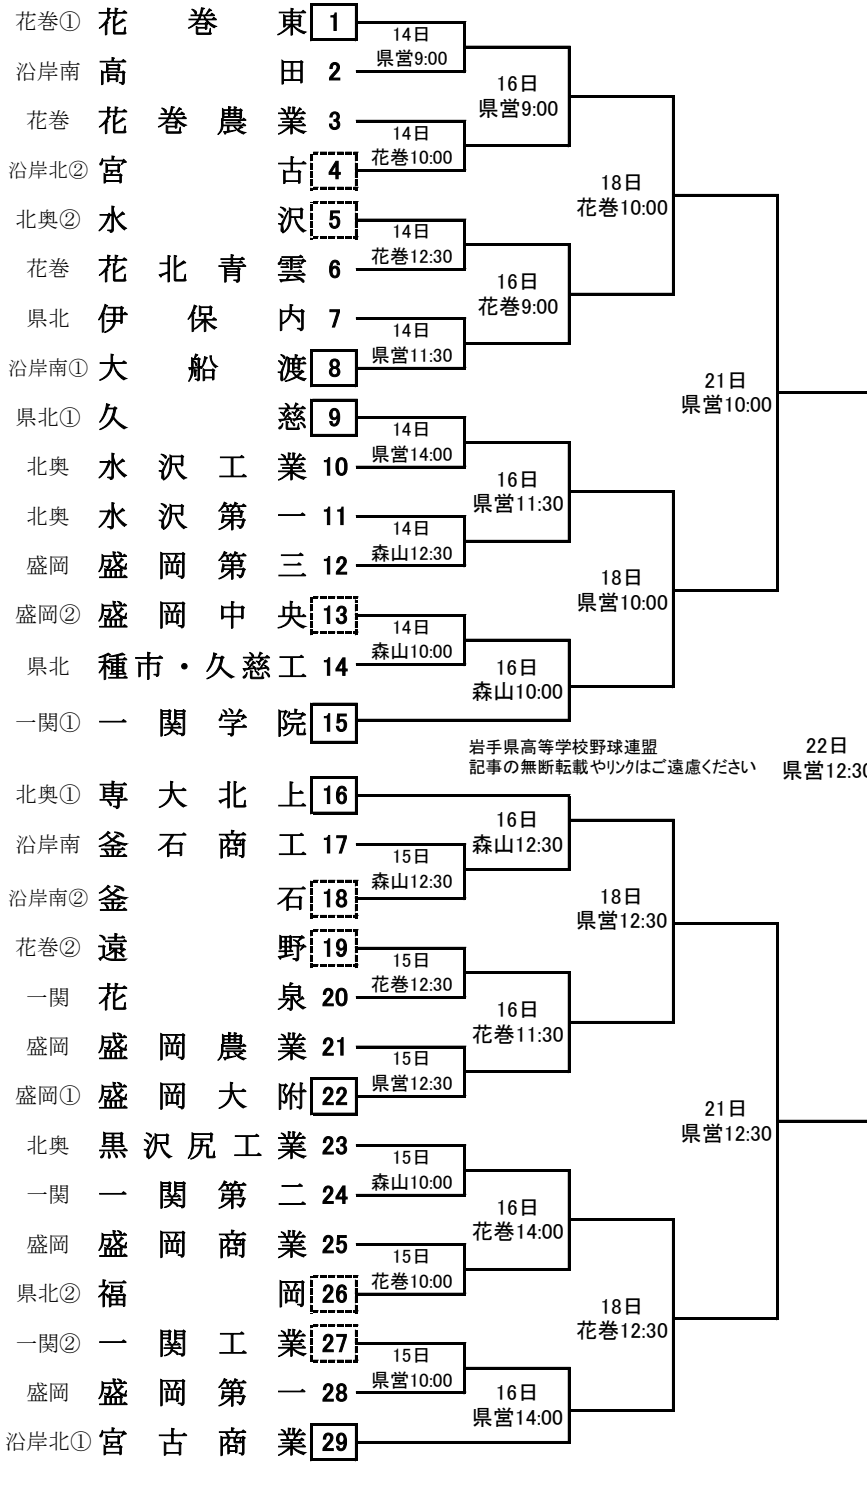 花巻① 花巻東 1
14日
県営9:00
沿岸南 高田 2
16日
県営9:00
花巻 花巻農業 3
14日
花巻10:00
沿岸北② 宮古 4
18日
花巻10:00
北奥② 水沢 5
14日
花巻12:30
花巻 花北青雲 6
16日
花巻9:00
県北 伊保内 7
14日
県営11:30
沿岸南① 大船渡 8
21日
県営10:00
県北① 久慈 9
14日
県営14:00
北奥 水沢工業 10
16日
県営11:30
北奥 水沢第一 11
14日
森山12:30
盛岡 盛岡第三 12
18日
県営10:00
盛岡② 盛岡中央 13
14日
森山10:00
県北 種市・久慈工 14
16日
森山10:00
一関① 一関学院 15
岩手県高等学校野球連盟
記事の無断転載やリンクはご遠慮ください
22日
県営12:30
北奥① 専大北上 16
16日
森山12:30
沿岸南 釜石商工 17
15日
森山12:30
沿岸南② 釜石 18
18日
県営12:30
花巻② 遠野 19
15日
花巻12:30
一関 花泉 20
16日
花巻11:30
盛岡 盛岡農業 21
15日
県営12:30
盛岡① 盛岡大附 22
21日
県営12:30
北奥 黒沢尻工業 23
15日
森山10:00
一関 一関第二 24
16日
花巻14:00
盛岡 盛岡商業 25
15日
花巻10:00
県北② 福岡 26
18日
花巻12:30
一関② 一関工業 27
15日
県営10:00
盛岡 盛岡第一 28
16日
県営14:00
沿岸北① 宮古商業 29